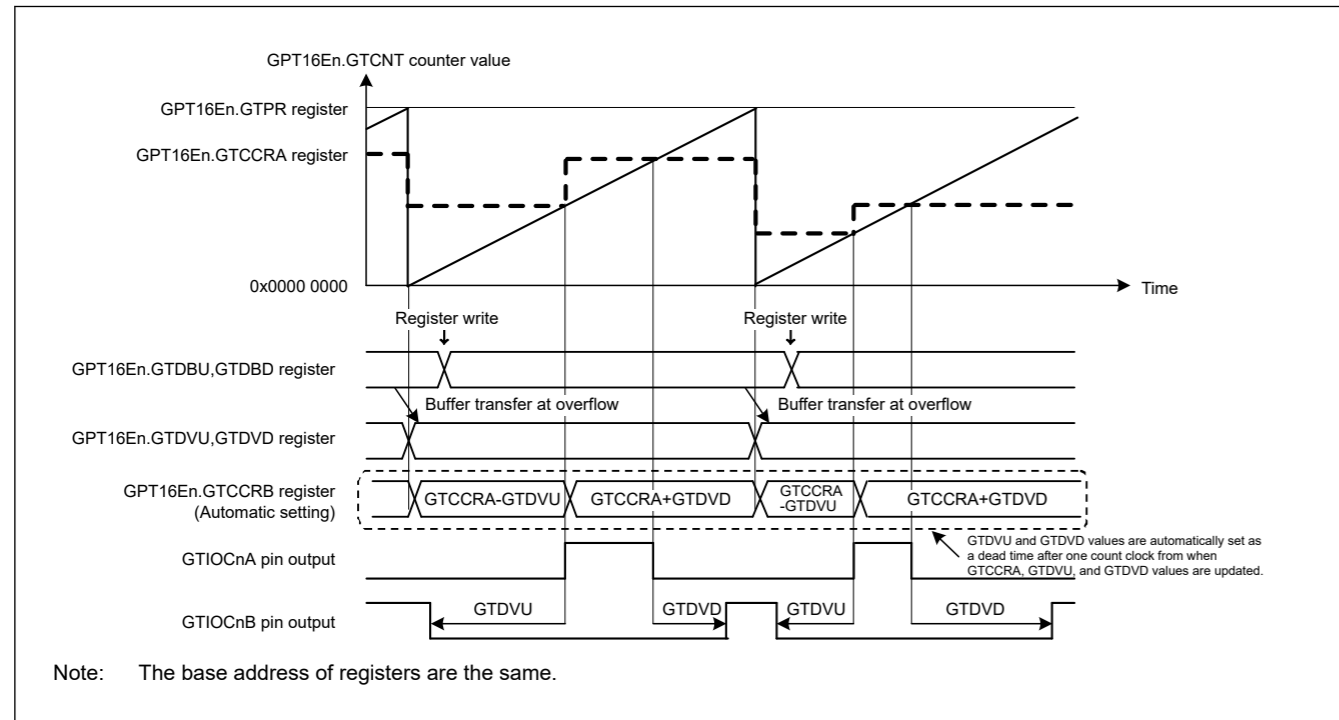 GPT16En.GTCNT counter value
GPT16En.GTPR register
GPT16En.GTCCRA register
0x0000 0000
Time
Register write
Register write
GPT16En.GTDBU,GTDBD register
Buffer transfer at overflow
Buffer transfer at overflow
GPT16En.GTDVU,GTDVD register
GPT16En.GTCCRB register
(Automatic setting)
GTCCRA-GTDVU
GTCCRA+GTDVD
GTCCRA
-GTDVU
GTCCRA+GTDVD
GTDVU and GTDVD values are automatically set as
a dead time after one count clock from when
GTCCRA, GTDVU, and GTDVD values are updated.
GTIOCnA pin output
GTIOCnB pin output
GTDVU
GTDVD
GTDVU
GTDVD
Note: The base address of registers are the same.